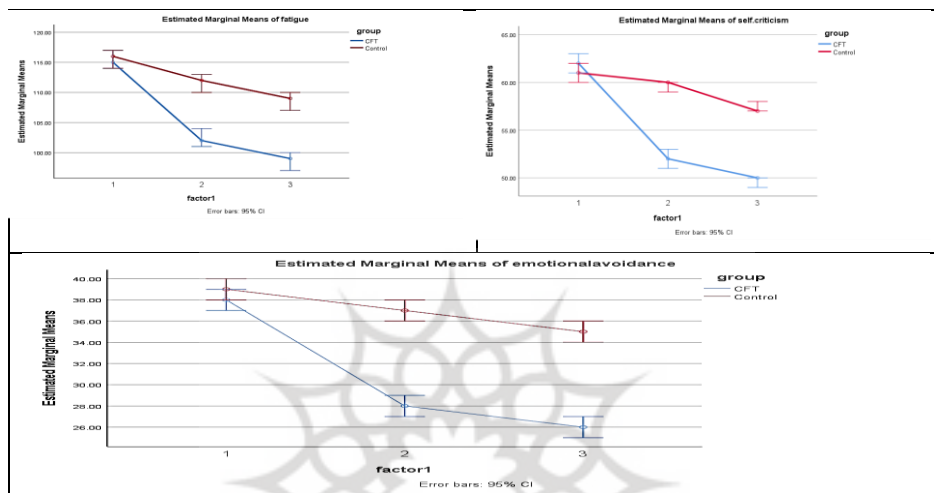 Estimated Marginal Means of fatigue
group
CFT
Control
Estimated Marginal Means
120.00
115.00
110.00
105.00
100.00
1 2 3
factor1
Error bars: 95% CI
Estimated Marginal Means of self.criticism
group
CFT
Control
Estimated Marginal Means
65.00
60.00
55.00
50.00
1 2 3
factor1
Error bars: 95% CI
Estimated Marginal Means of emotionalavoidance
group
CFT
Control
Estimated Marginal Means
40.00
38.00
36.00
34.00
32.00
30.00
28.00
26.00
1 2 3
factor1
Error bars: 95% CI